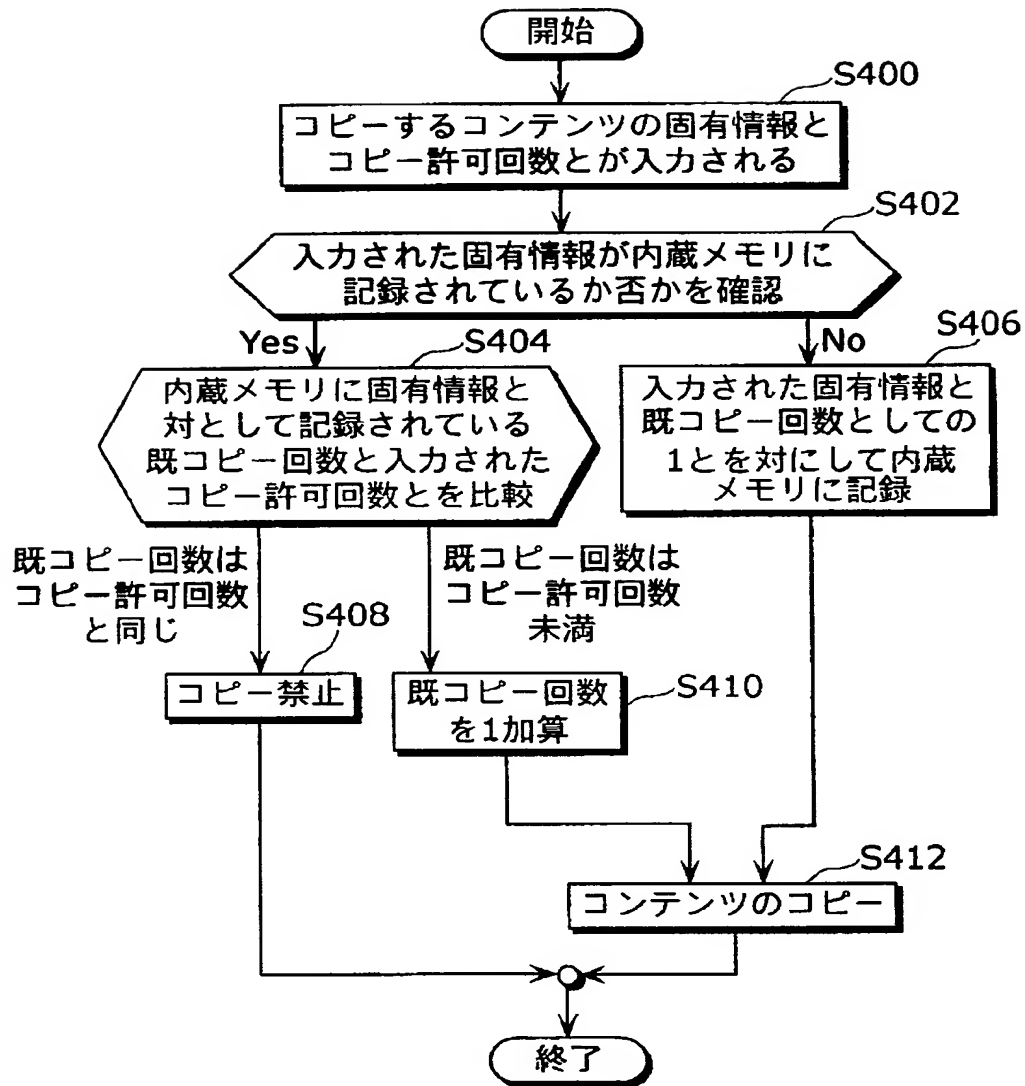 開始
S400
コピーするコンテンツの固有情報と
コピー許可回数とが入力される
S402
入力された固有情報が内蔵メモリに
記録されているか否かを確認
Yes
S404
No
S406
内蔵メモリに固有情報と
対として記録されている
既コピー回数と入力された
コピー許可回数とを比較
入力された固有情報と
既コピー回数としての
1とを対にして内蔵
メモリに記録
既コピー回数は
コピー許可回数
と同じ
既コピー回数は
コピー許可回数
未満
S408
コピー禁止
S410
既コピー回数
を1加算
S412
コンテンツのコピー
終了